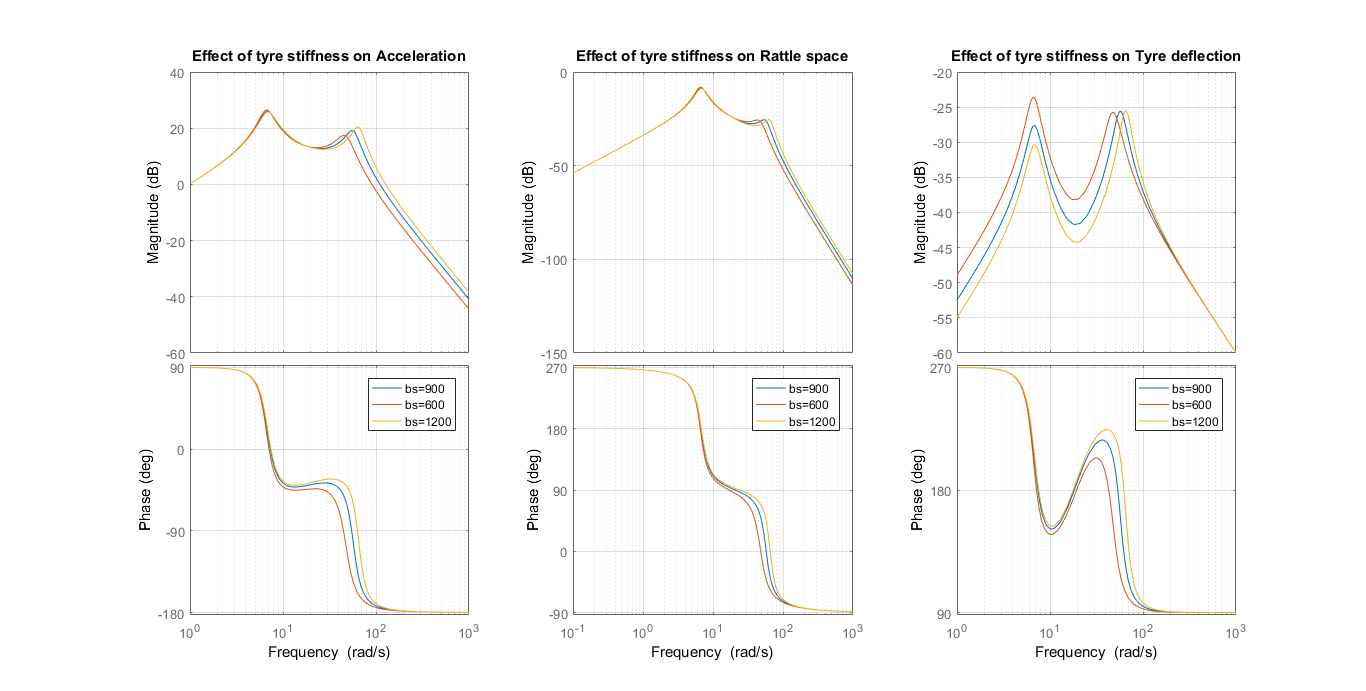 Effect of tyre stiffness on Acceleration
40
20
0
-20
-40
-60
Magnitude (dB)
90
0
-90
-180
Phase (deg)
bs=900
bs=600
bs=1200
10^0
10^1
10^2
10^3
Frequency (rad/s)
Effect of tyre stiffness on Rattle space
0
-50
-100
-150
Magnitude (dB)
270
180
90
0
-90
Phase (deg)
bs=900
bs=600
bs=1200
10^-1
10^0
10^1
10^2
10^3
Frequency (rad/s)
Effect of tyre stiffness on Tyre deflection
-20
-25
-30
-35
-40
-45
-50
-55
-60
Magnitude (dB)
270
180
90
Phase (deg)
bs=900
bs=600
bs=1200
10^0
10^1
10^2
10^3
Frequency (rad/s)